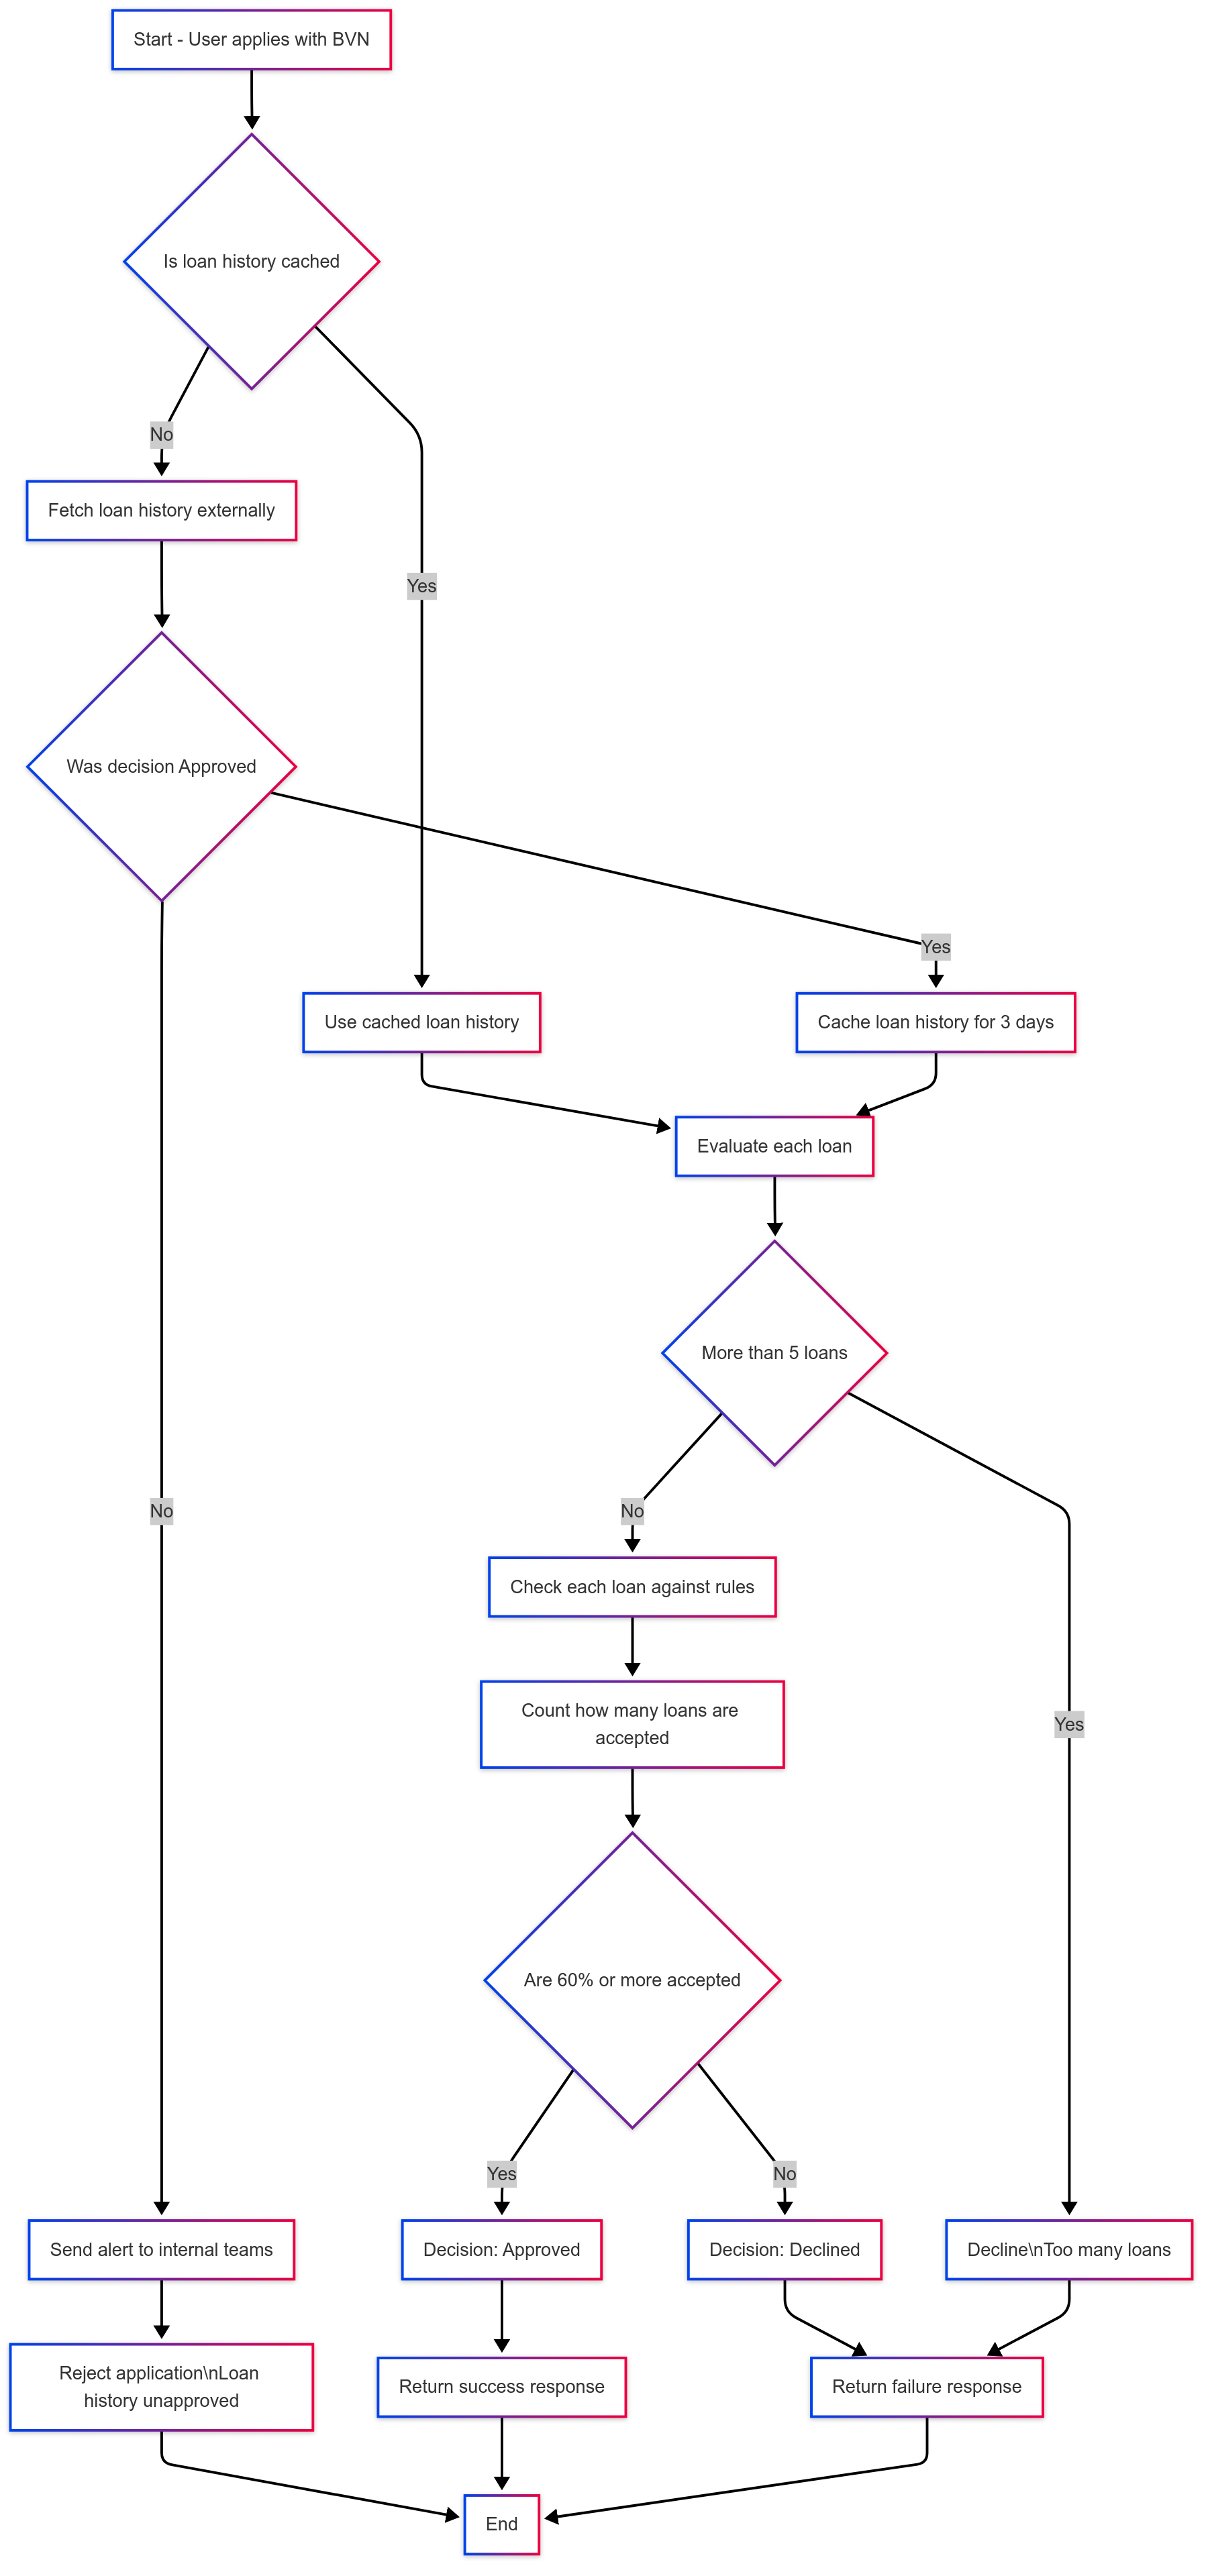 Start - User applies with BVN
Is loan history cached
No
Fetch loan history externally
Yes
Was decision Approved
Yes
Use cached loan history
Cache loan history for 3 days
Evaluate each loan
More than 5 loans
No
No
Check each loan against rules
Count how many loans are
accepted
Yes
Are 60% or more accepted
Yes
No
Send alert to internal teams
Decision: Approved
Decision: Declined
Decline\nToo many loans
Reject application\nLoan
history unapproved
Return success response
Return failure response
End